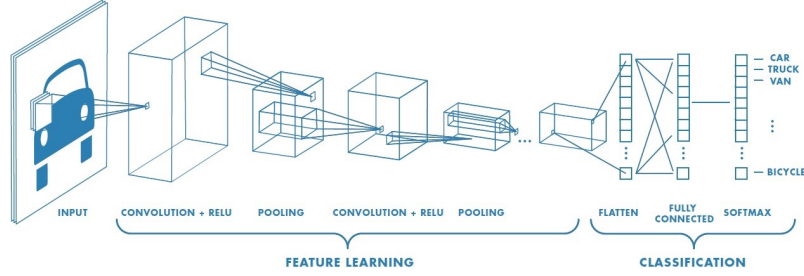 CAR
TRUCK
VAN
BICYCLE
INPUT
CONVOLUTION + RELU
POOLING
CONVOLUTION + RELU
POOLING
FLATTEN
FULLY
CONNECTED
SOFTMAX
FEATURE LEARNING
CLASSIFICATION